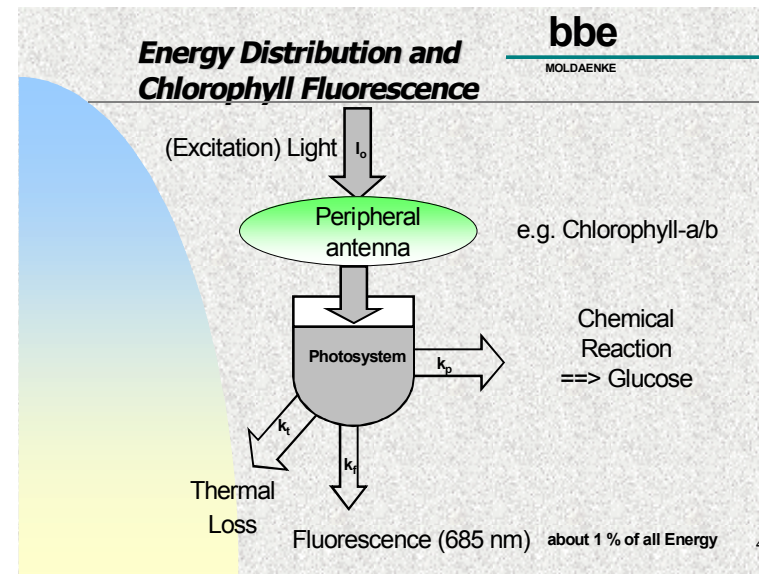 Energy Distribution and
Chlorophyll Fluorescence
bbe
MOLDAENKE
(Excitation) Light
Io
Peripheral
antenna
e.g. Chlorophyll-a/b
Photosystem
kp
Chemical
Reaction
==> Glucose
kt
kf
Thermal
Loss
Fluorescence (685 nm) about 1 % of all Energy